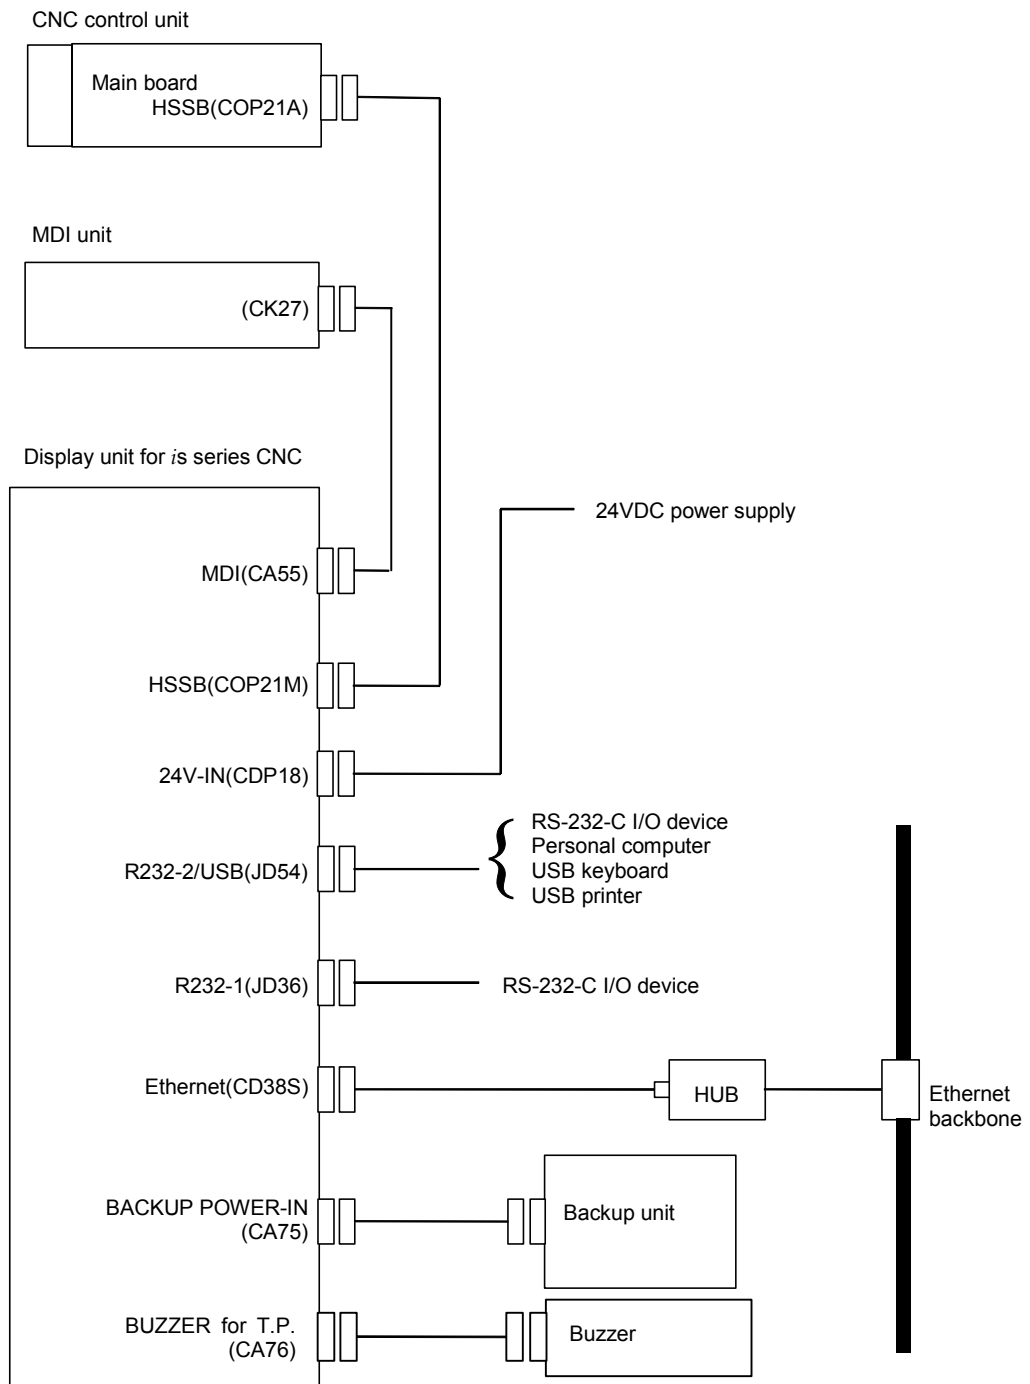 CNC control unit
Main board
HSSB(COP21A)
MDI unit
(CK27)
Display unit for is series CNC
24VDC power supply
MDI(CA55)
HSSB(COP21M)
24V-IN(CDP18)
RS-232-C I/O device
Personal computer
USB keyboard
USB printer
R232-2/USB(JD54)
R232-1(JD36)
RS-232-C I/O device
Ethernet(CD38S)
HUB
Ethernet
backbone
BACKUP POWER-IN
(CA75)
Backup unit
BUZZER for T.P.
(CA76)
Buzzer